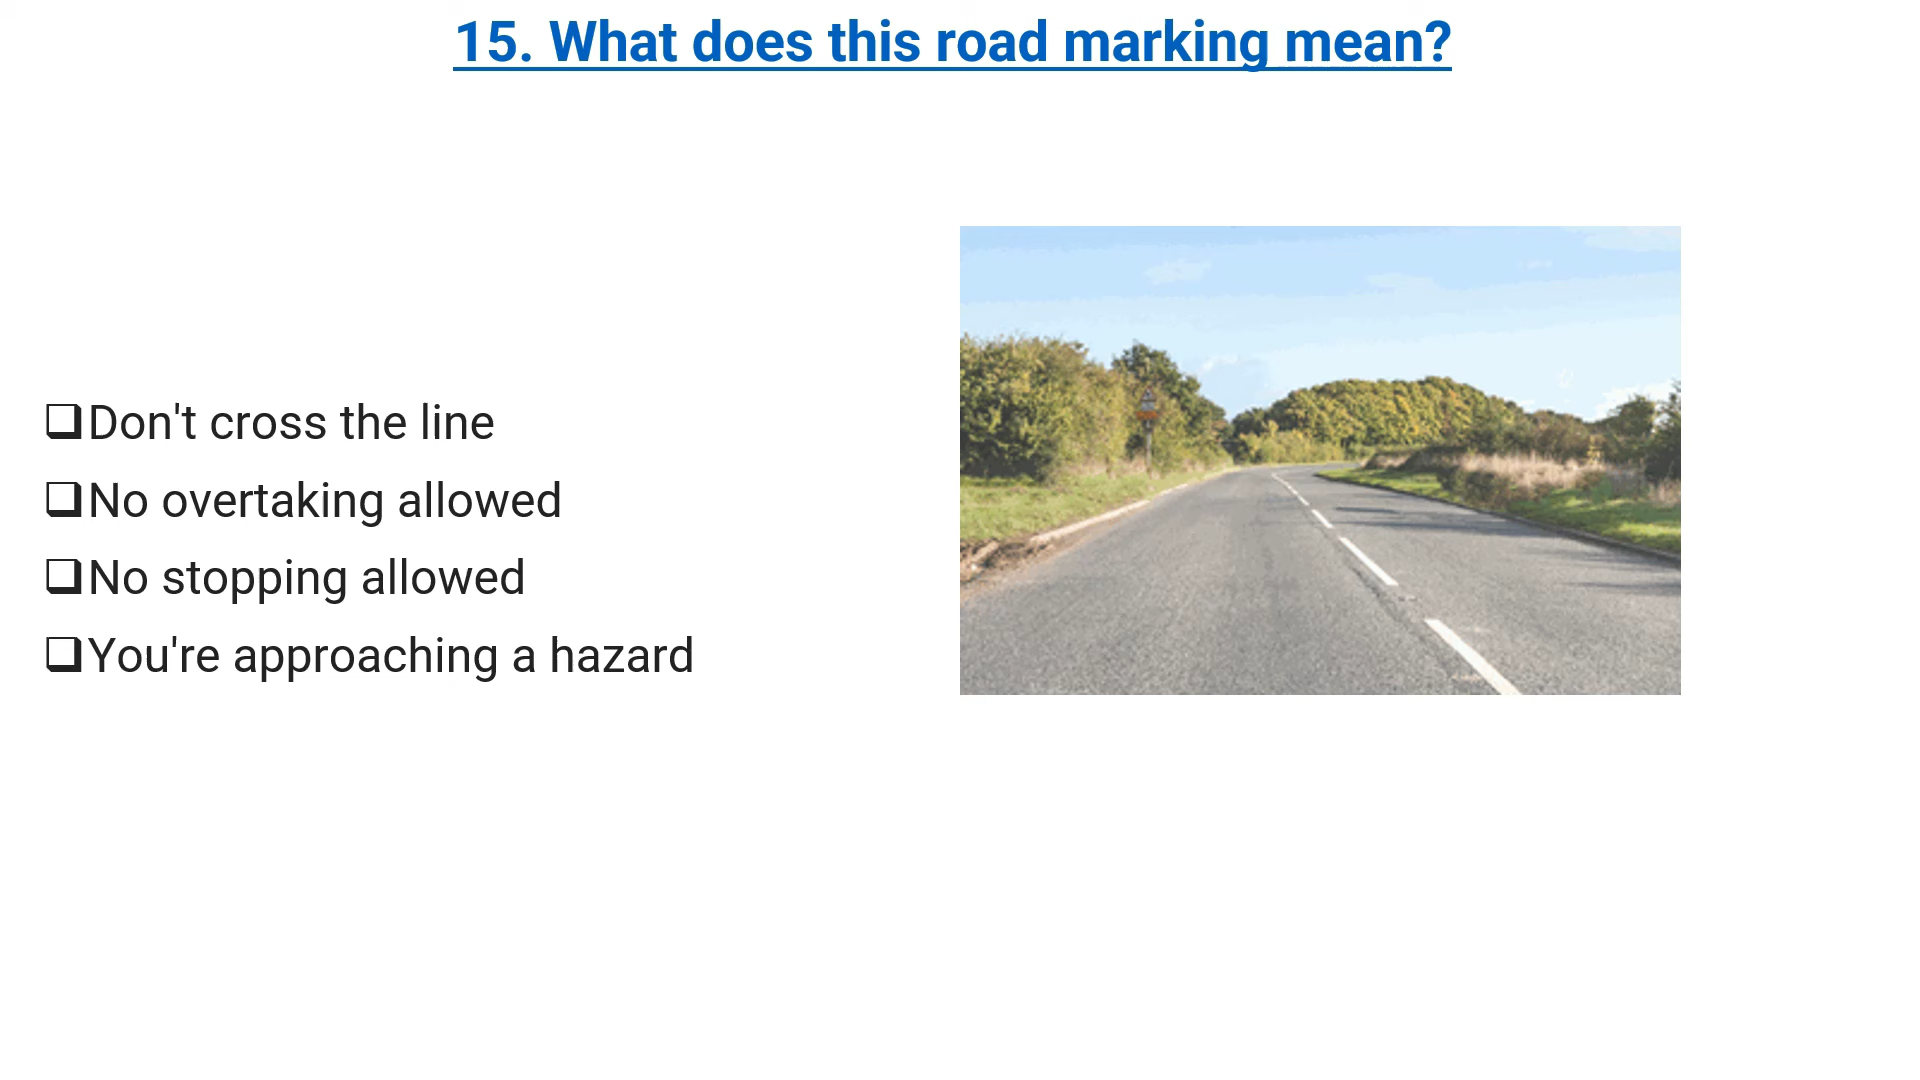 15. What does this road marking mean?
Don't cross the line
No overtaking allowed
No stopping allowed
You're approaching a hazard